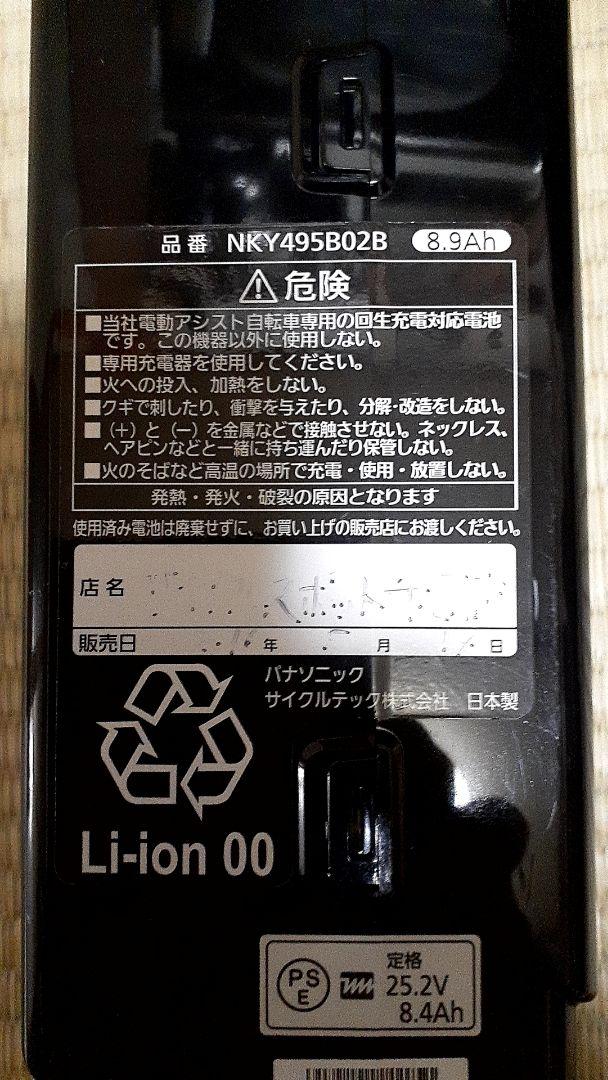 品番 NKY495B02B 8.9Ah
危険
■当社電動アシスト自転車専用の回生充電対応電池
です。この機器以外に使用しない。
■専用充電器を使用してください。
■火への投入、加熱をしない。
■クギで刺したり、衝撃を与えたり、分解・改造をしない。
■(+)と(−)を金属などで接触させない。ネックレス、
ヘアピンなどと一緒に持ち運んだり保管しない。
■火のそばなど高温の場所で充電・使用・放置しない。
発熱・発火・破裂の原因となります
使用済み電池は廃棄せずに、お買い上げの販売店にお渡しください。
店名
販売日 年 月 日
パナソニック
サイクルテック株式会社 日本製
Li-ion 00
PS
E
定格
25.2V
8.4Ah